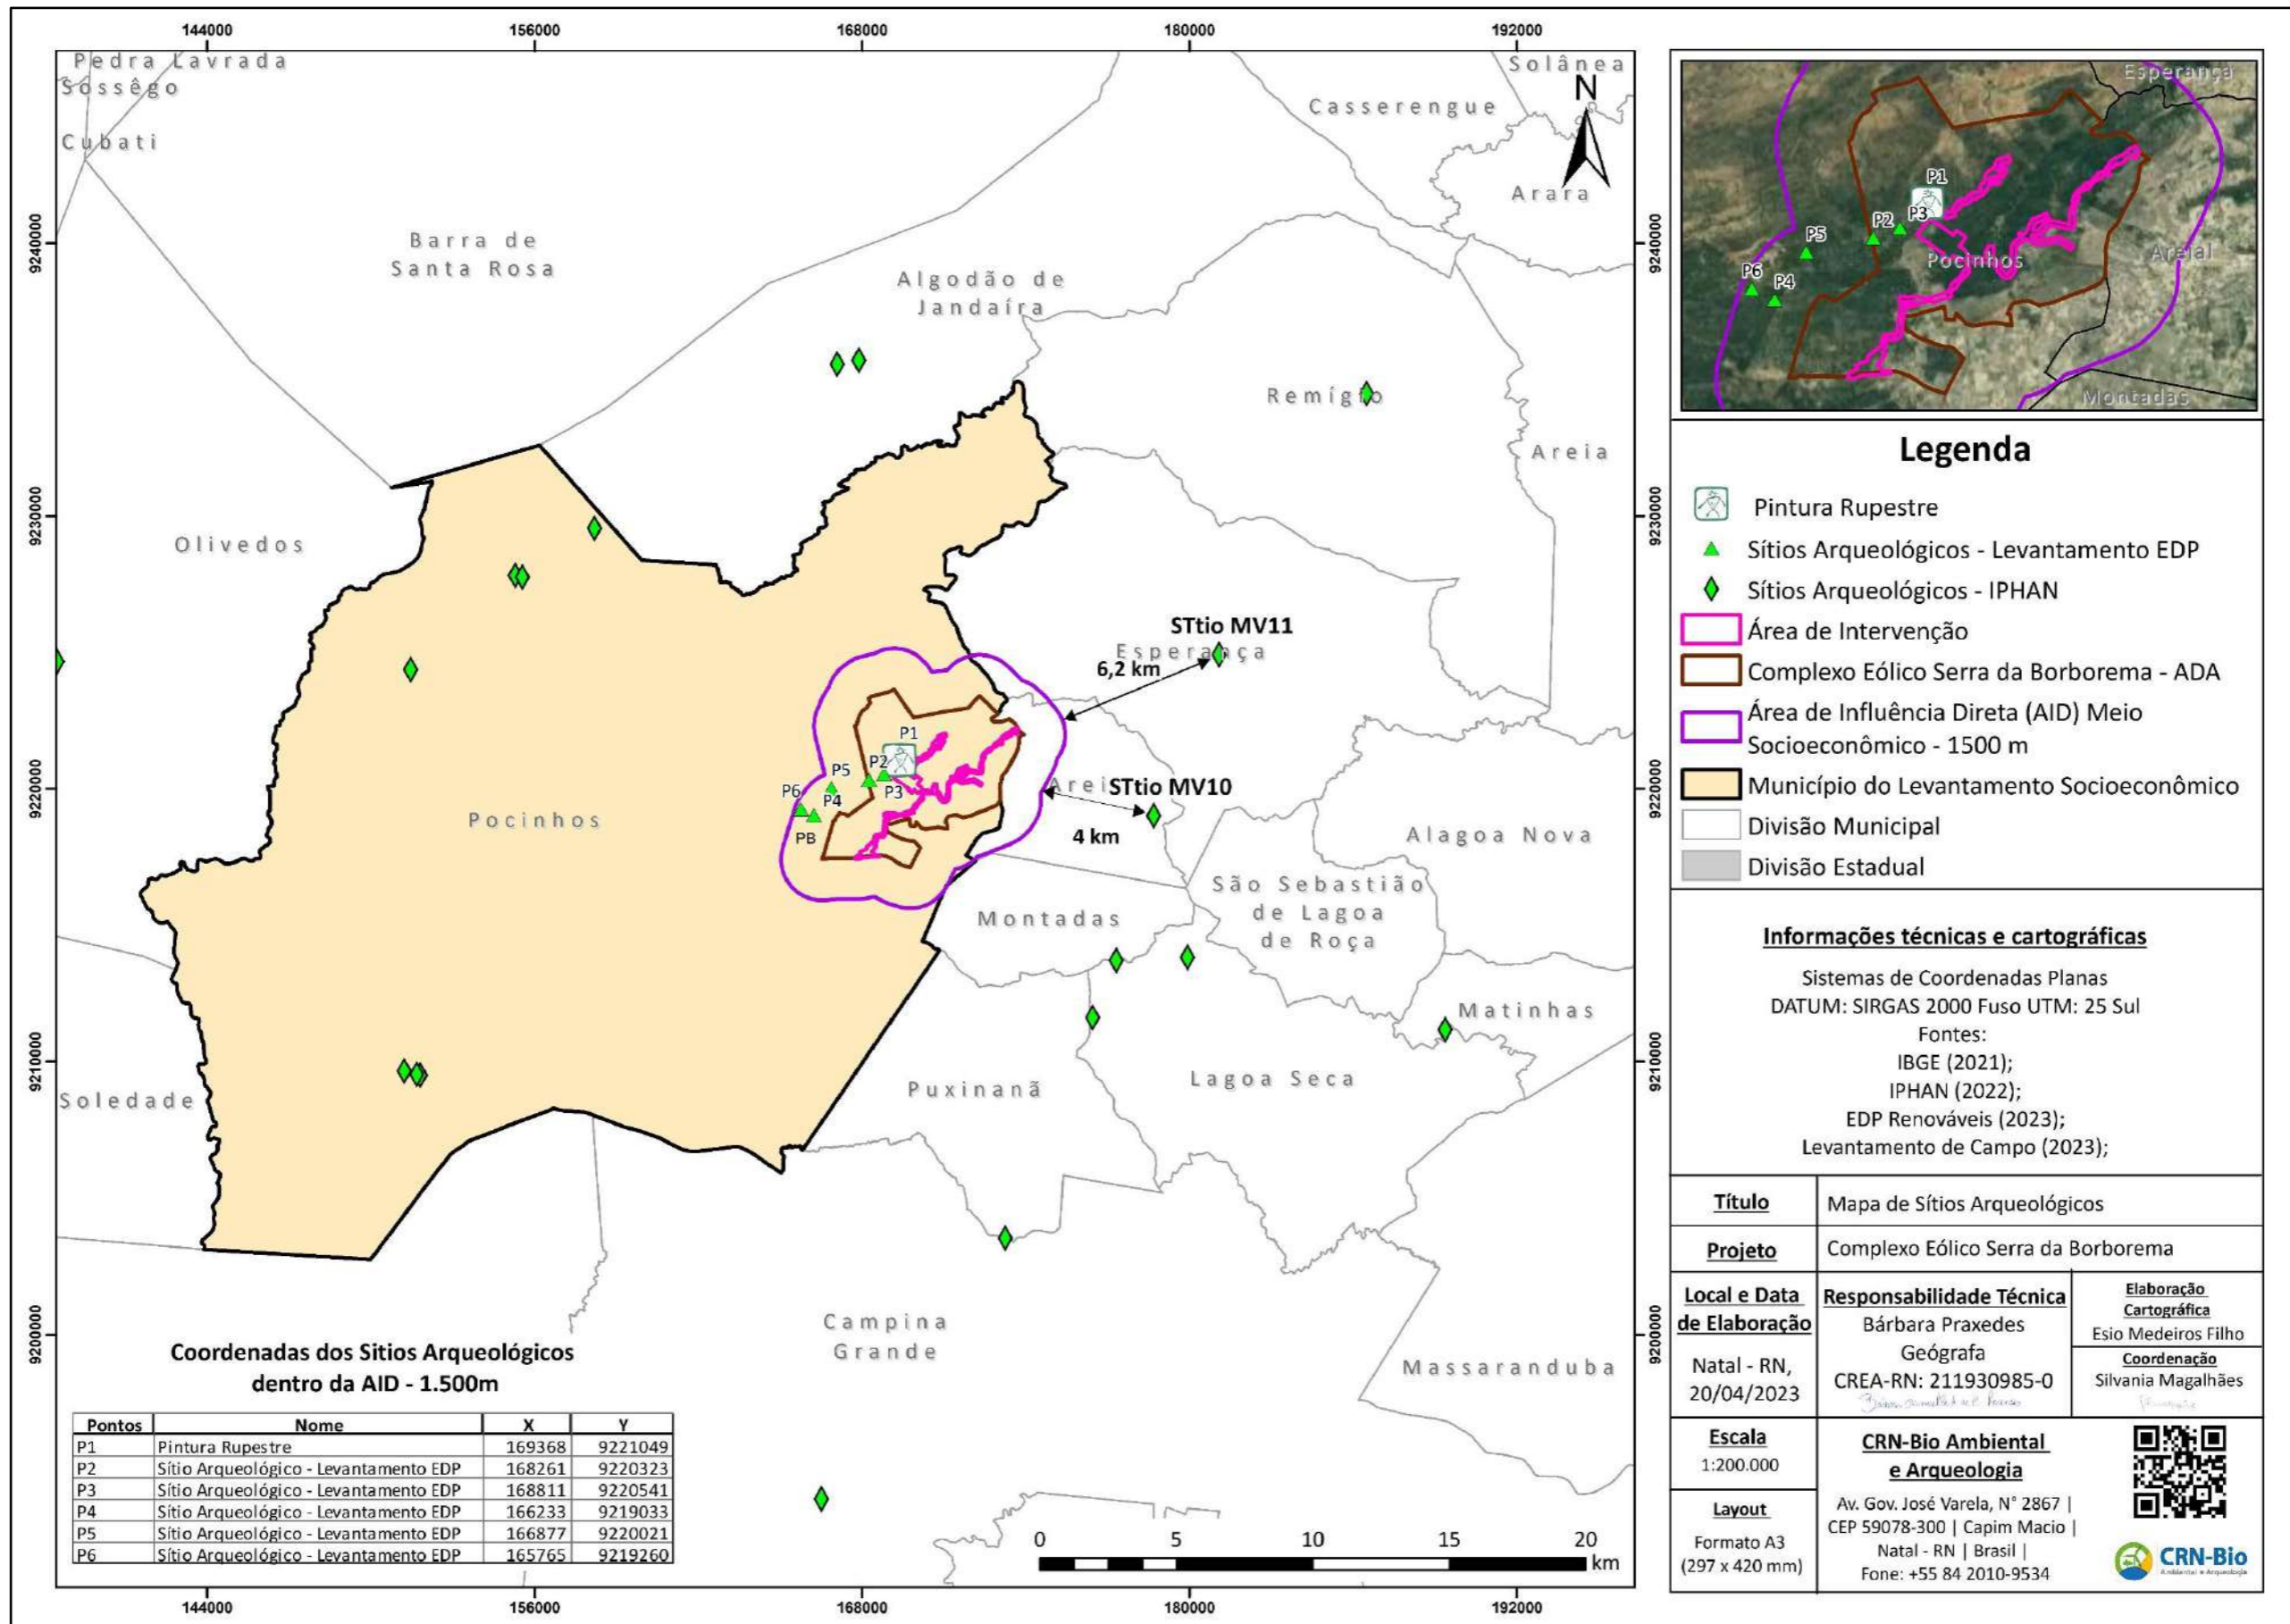 144000
156000
168000
180000
192000
Pedra Lavrada
Sossêgo
Cubati
Solânea
N
Casserengue
Arara
9240000
9240000
Barra de
Santa Rosa
Algodão de
Jandaíra
Remígio
Areia
9230000
9230000
Olivedos
STtio MV11
Esperança
6,2 km
P1
P2
P3
P5
P4
P6
PB
Arei
STtio MV10
4 km
9220000
9220000
Pocinhos
Alagoa Nova
São Sebastião
de Lagoa
de Roça
Montadas
Matinhas
9210000
9210000
Puxinanã
Lagoa Seca
Soledade
9200000
9200000
Campina
Grande
Massaranduba
Coordenadas dos Sitios Arqueológicos
dentro da AID - 1.500m
Pontos Nome X Y
P1 Pintura Rupestre 169368 9221049
P2 Sítio Arqueológico - Levantamento EDP 168261 9220323
P3 Sítio Arqueológico - Levantamento EDP 168811 9220541
P4 Sítio Arqueológico - Levantamento EDP 166233 9219033
P5 Sítio Arqueológico - Levantamento EDP 166877 9220021
P6 Sítio Arqueológico - Levantamento EDP 165765 9219260
0 5 10 15 20
km
144000
156000
168000
180000
192000
Esperança
P1
P3
P2
P5
P6
P4
Pocinhos
Areial
Montadas
Legenda
Pintura Rupestre
Sítios Arqueológicos - Levantamento EDP
Sítios Arqueológicos - IPHAN
Área de Intervenção
Complexo Eólico Serra da Borborema - ADA
Área de Influência Direta (AID) Meio
Socioeconômico - 1500 m
Município do Levantamento Socioeconômico
Divisão Municipal
Divisão Estadual
Informações técnicas e cartográficas
Sistemas de Coordenadas Planas
DATUM: SIRGAS 2000 Fuso UTM: 25 Sul
Fontes:
IBGE (2021);
IPHAN (2022);
EDP Renováveis (2023);
Levantamento de Campo (2023);
Título
Mapa de Sítios Arqueológicos
Projeto
Complexo Eólico Serra da Borborema
Local e Data
de Elaboração
Natal - RN,
20/04/2023
Responsabilidade Técnica
Bárbara Praxedes
Geógrafa
CREA-RN: 211930985-0
Elaboração
Cartográfica
Esio Medeiros Filho
Coordenação
Silvania Magalhães
Escala
1:200.000
Layout
Formato A3
(297 x 420 mm)
CRN-Bio Ambiental
e Arqueologia
Av. Gov. José Varela, N° 2867 |
CEP 59078-300 | Capim Macio |
Natal - RN | Brasil |
Fone: +55 84 2010-9534
CRN-Bio
Ambiental e Arqueologia